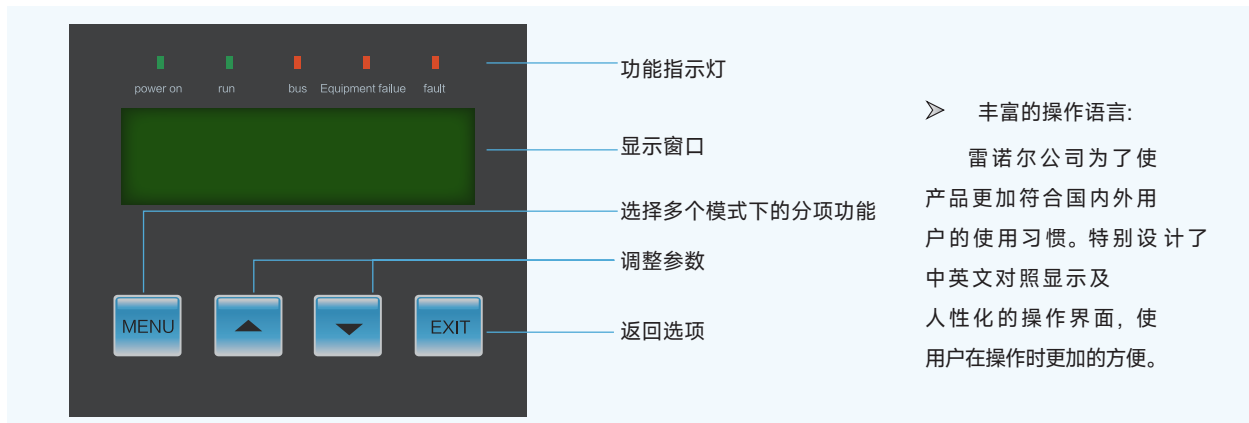 power on run bus Equipment failue fault
功能指示灯
显示窗口
选择多个模式下的分项功能
调整参数
返回选项
MENU EXIT
➢ 丰富的操作语言:
雷诺尔公司为了使
产品更加符合国内外用
户的使用习惯。特别设计了
中英文对照显示及
人性化的操作界面, 使
用户在操作时更加的方便。